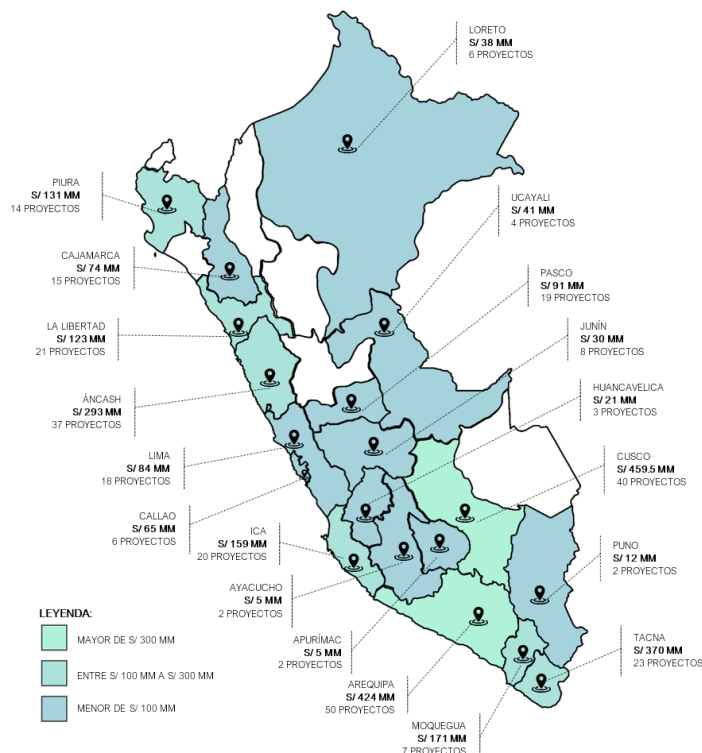 LORETO
S/ 38 MM
6 PROYECTOS
PIURA
S/ 131 MM
14 PROYECTOS
UCAYALI
S/ 41 MM
4 PROYECTOS
CAJAMARCA
S/ 74 MM
15 PROYECTOS
PASCO
S/ 91 MM
19 PROYECTOS
LA LIBERTAD
S/ 123 MM
21 PROYECTOS
JUNÍN
S/ 30 MM
8 PROYECTOS
HUANCAVELICA
S/ 21 MM
3 PROYECTOS
ÁNCASH
S/ 293 MM
37 PROYECTOS
LIMA
S/ 84 MM
18 PROYECTOS
CUSCO
S/ 459.5 MM
40 PROYECTOS
CALLAO
S/ 65 MM
6 PROYECTOS
ICA
S/ 159 MM
20 PROYECTOS
PUNO
S/ 12 MM
2 PROYECTOS
AYACUCHO
S/ 5 MM
2 PROYECTOS
APURÍMAC
S/ 5 MM
2 PROYECTOS
TACNA
S/ 370 MM
23 PROYECTOS
AREQUIPA
S/ 424 MM
50 PROYECTOS
MOQUEGUA
S/ 171 MM
7 PROYECTOS
LEYENDA:
MAYOR DE S/ 300 MM
ENTRE S/ 100 MM A S/ 300 MM
MENOR DE S/ 100 MM